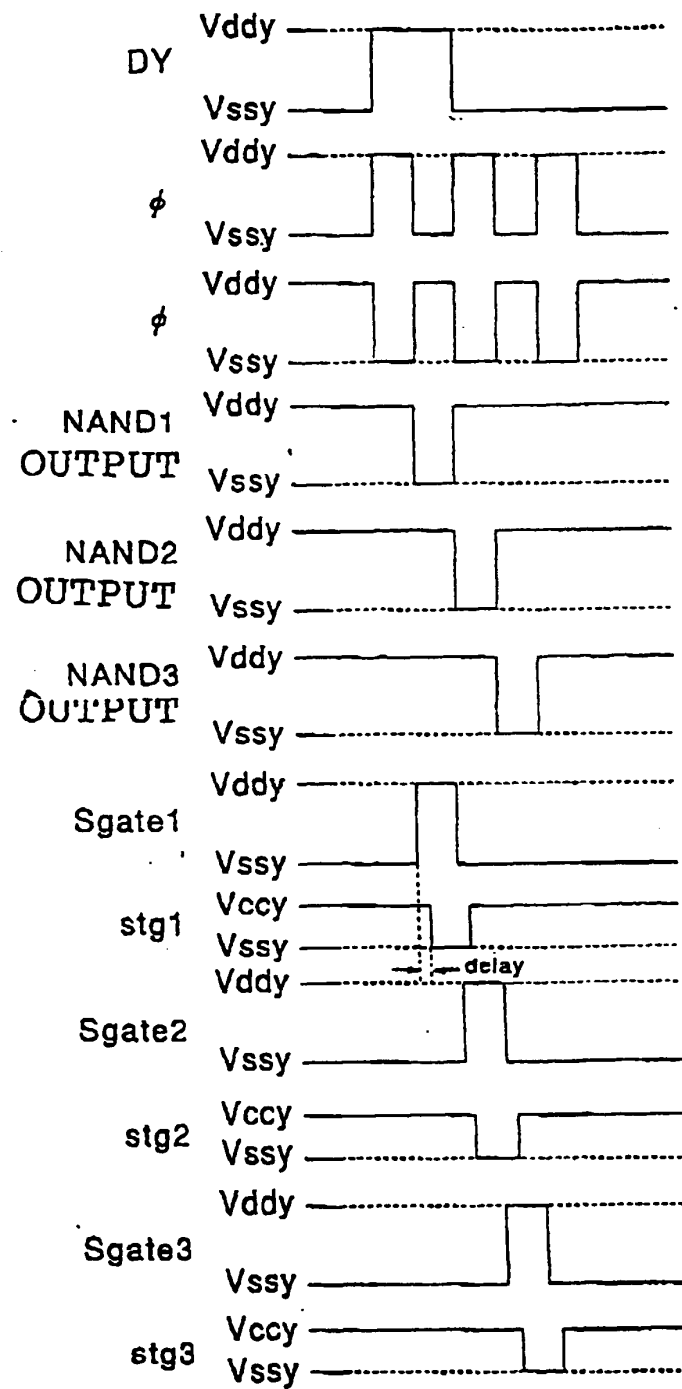 Vddy
DY
Vssy
Vddy
ϕ
Vssy
Vddy
ϕ
Vssy
Vddy
NAND1
OUTPUT
Vssy
Vddy
NAND2
OUTPUT
Vssy
Vddy
NAND3
OUTPUT
Vssy
Vddy
Sgate1
Vssy
Vccy
stg1
Vssy
delay
Vddy
Sgate2
Vssy
Vccy
stg2
Vssy
Vddy
Sgate3
Vssy
Vccy
stg3
Vssy